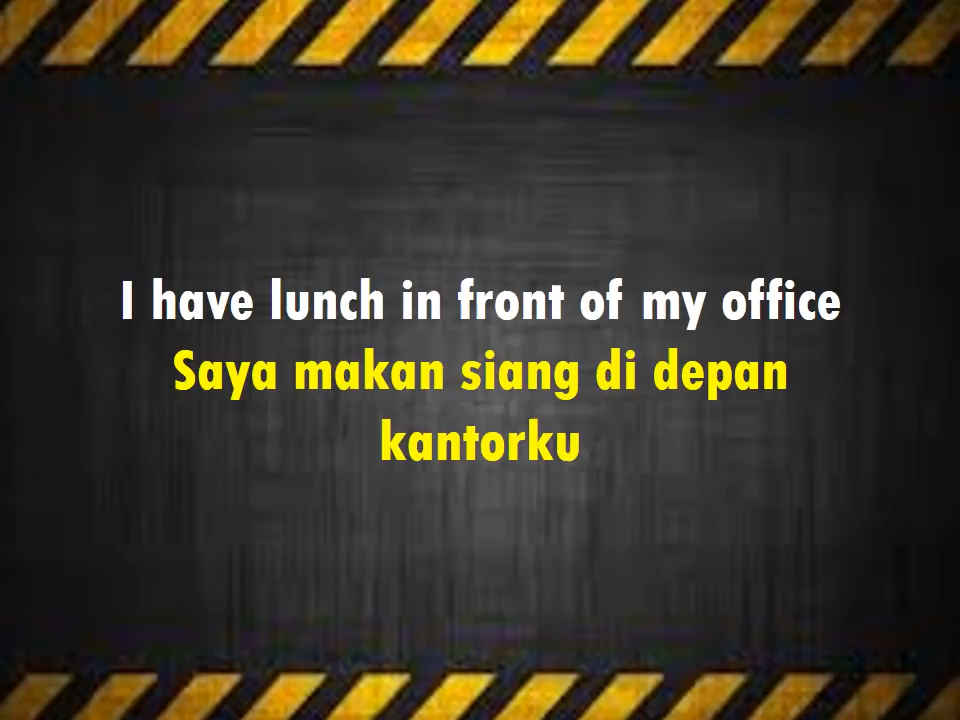 I have lunch in front of my office
Saya makan siang di depan
kantorku